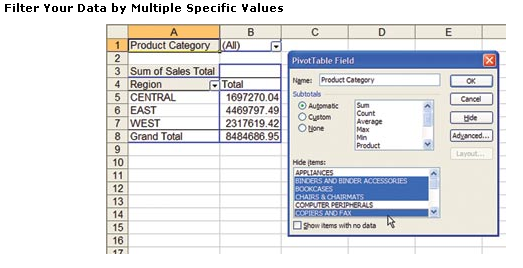 Filter Your Data by Multiple Specific Values
A B C D E
1 Product Category (All)
2
3 Sum of Sales Total
4 Region Total
5 CENTRAL 1697270.04
6 EAST 4469797.49
7 WEST 2317619.42
8 Grand Total 8484686.95
9
10
11
12
13
14
15
16
17
PivotTable Field
Name: Product Category
OK
Subtotals
Cancel
Automatic
Custom
None
Sum
Count
Average
Max
Min
Product
Hide
Advanced...
Layout...
Hide items:
APPLIANCES
BINDERS AND BINDER ACCESSORIES
BOOKCASES
CHAIRS & CHAIRMATS
COMPUTER PERIPHERALS
COPIERS AND FAX
Show items with no data